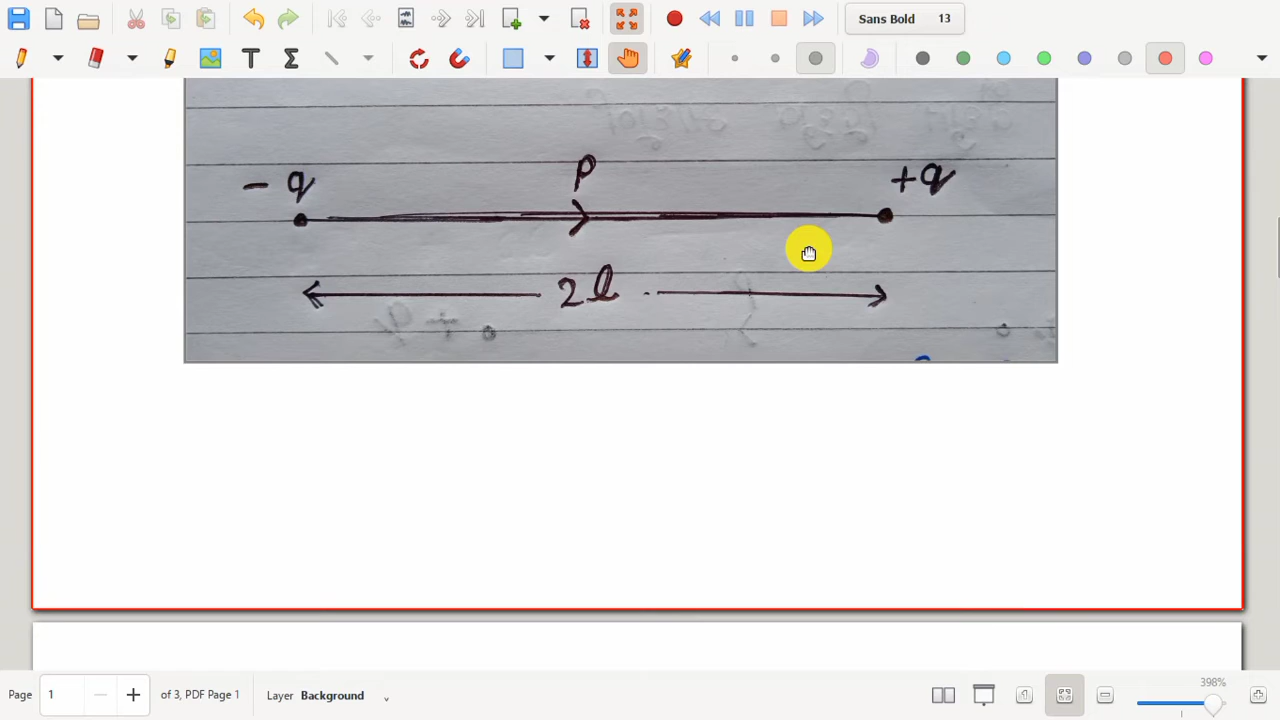 Sans Bold 13
- q p +q
2l
Page 1 of 3, PDF Page 1 Layer Background 398%